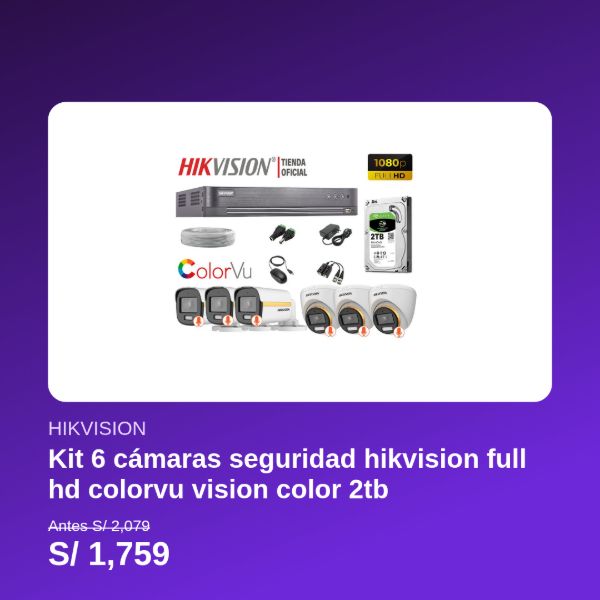 HIKVISION® TIENDA
OFICIAL
1080p
FULL HD
2TB
ColorVu
HIKVISION
HIKVISION
Kit 6 cámaras seguridad hikvision full
hd colorvu vision color 2tb
Antes S/ 2,079
S/ 1,759